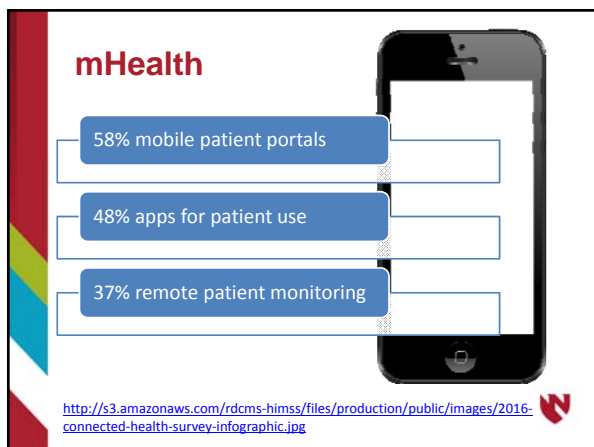 mHealth
58% mobile patient portals
48% apps for patient use
37% remote patient monitoring
http://s3.amazonaws.com/rdcms-himss/files/production/public/images/2016-
connected-health-survey-infographic.jpg